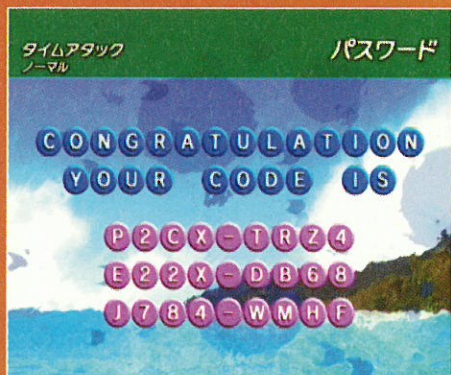 タイムアタック
ノーマル
パスワード
CONGRATULATION
YOUR CODE IS
P2CX-TRZ4
E22X-DB68
J784-WMHF